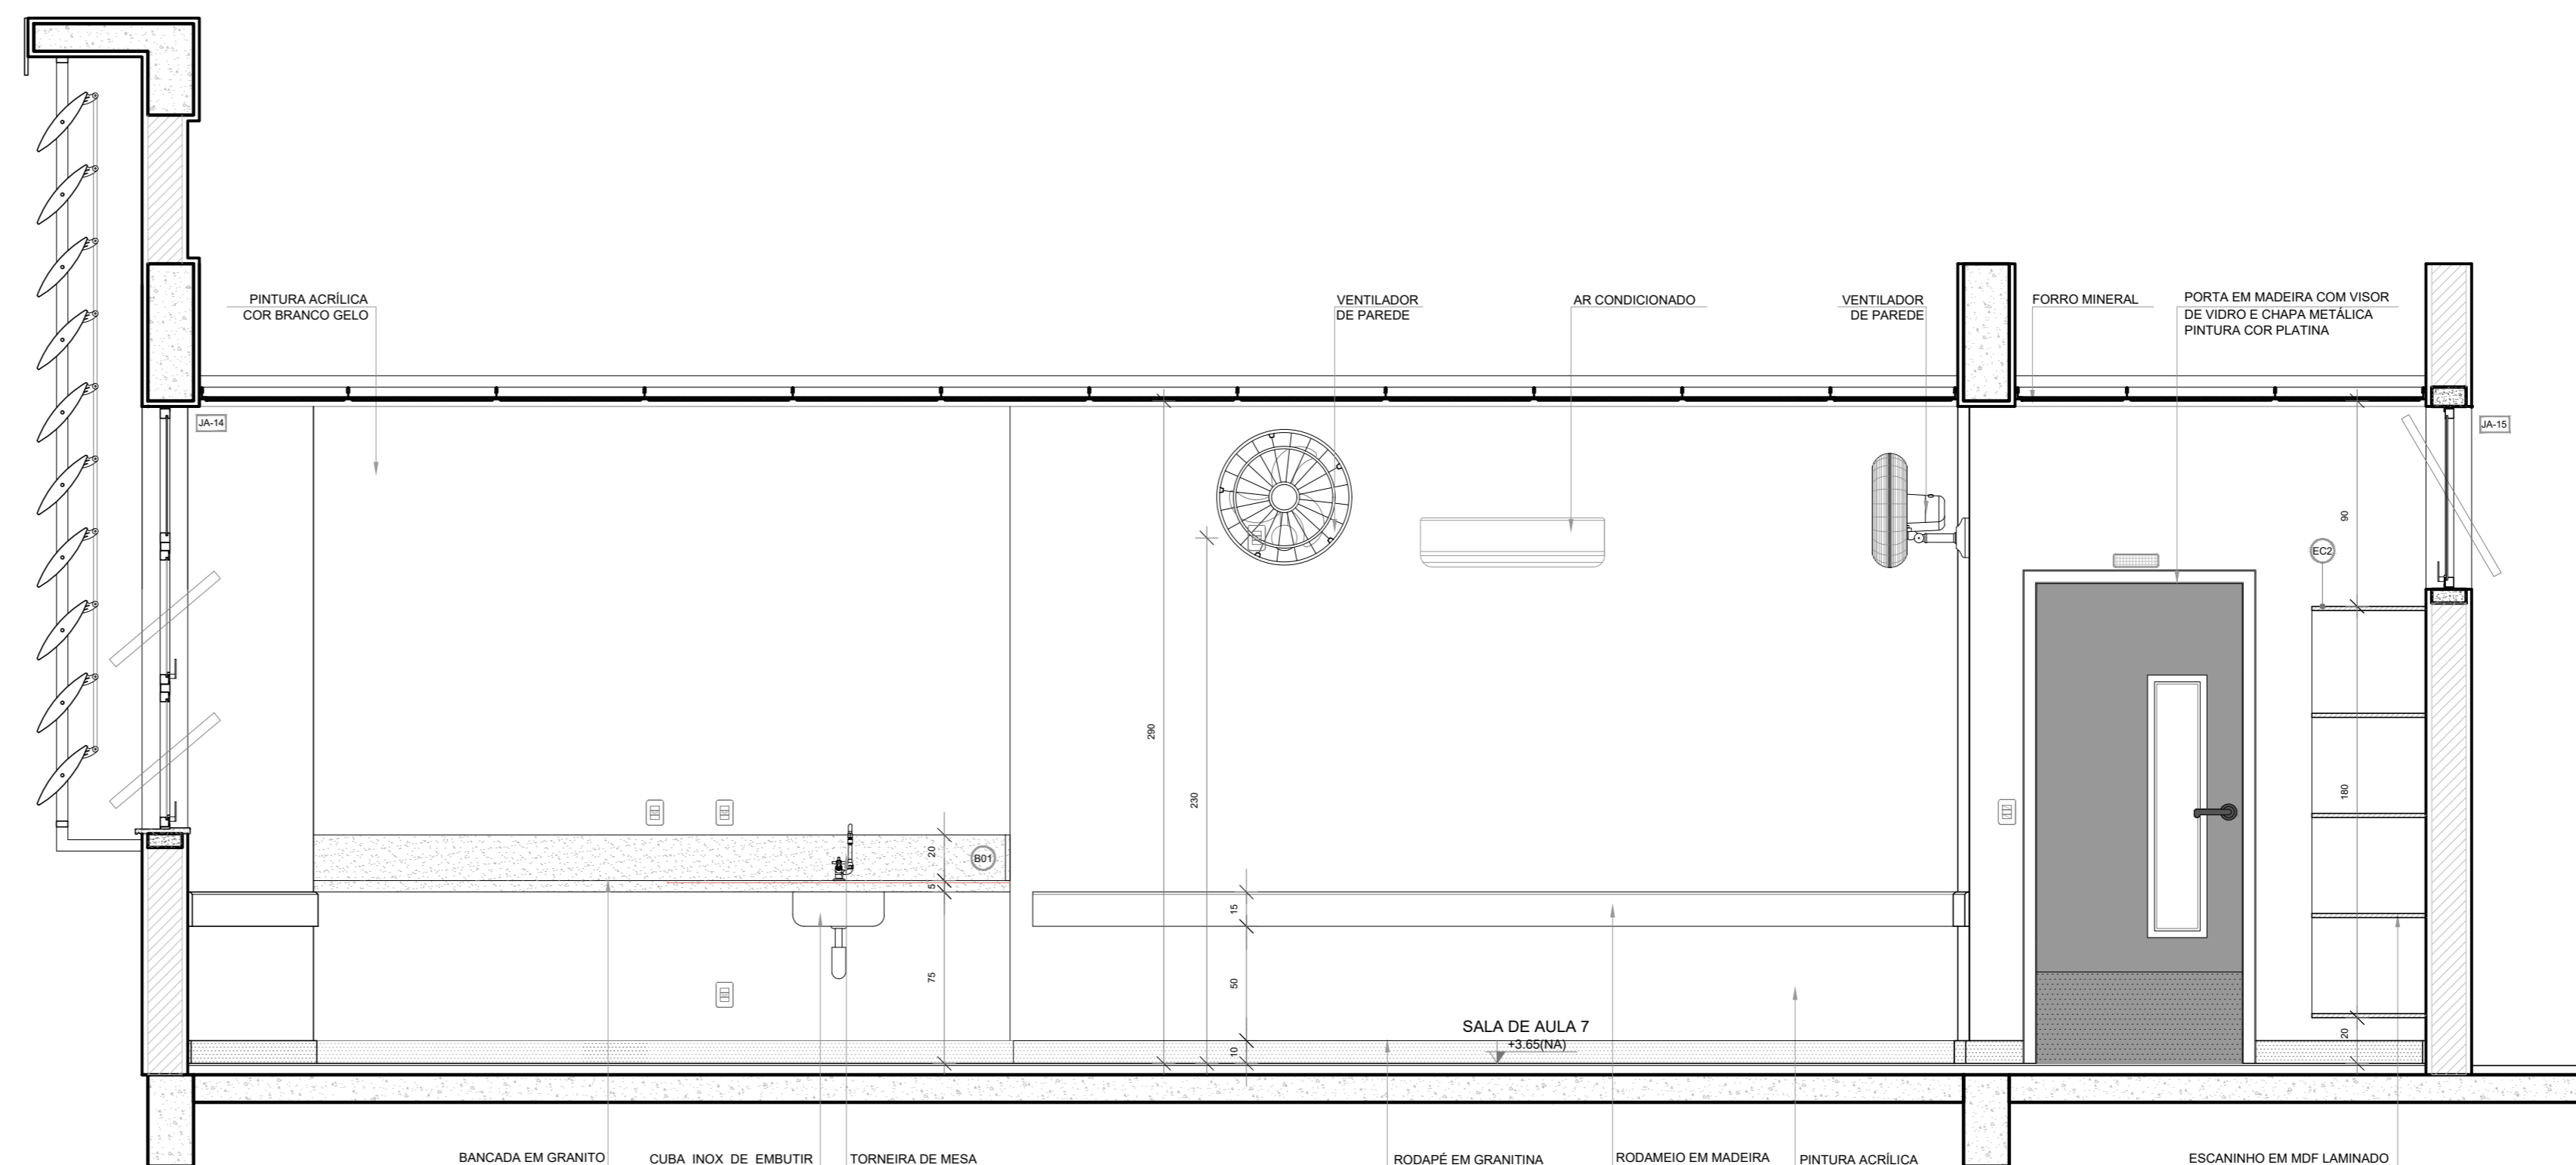 PINTURA ACRÍLICA
COR BRANCO GELO
VENTILADOR
DE PAREDE
AR CONDICIONADO
VENTILADOR
DE PAREDE
FORRO MINERAL
PORTA EM MADEIRA COM VISOR
DE VIDRO E CHAPA METÁLICA
PINTURA COR PLATINA
JA-14
JA-15
90
EC2
290
230
180
20
B01
5
15
75
50
SALA DE AULA 7
+3.65(NA)
10
20
BANCADA EM GRANITO
CUBA INOX DE EMBUTIR
TORNEIRA DE MESA
RODAPÉ EM GRANITINA
RODAMEIO EM MADEIRA
PINTURA ACRÍLICA
ESCANINHO EM MDF LAMINADO